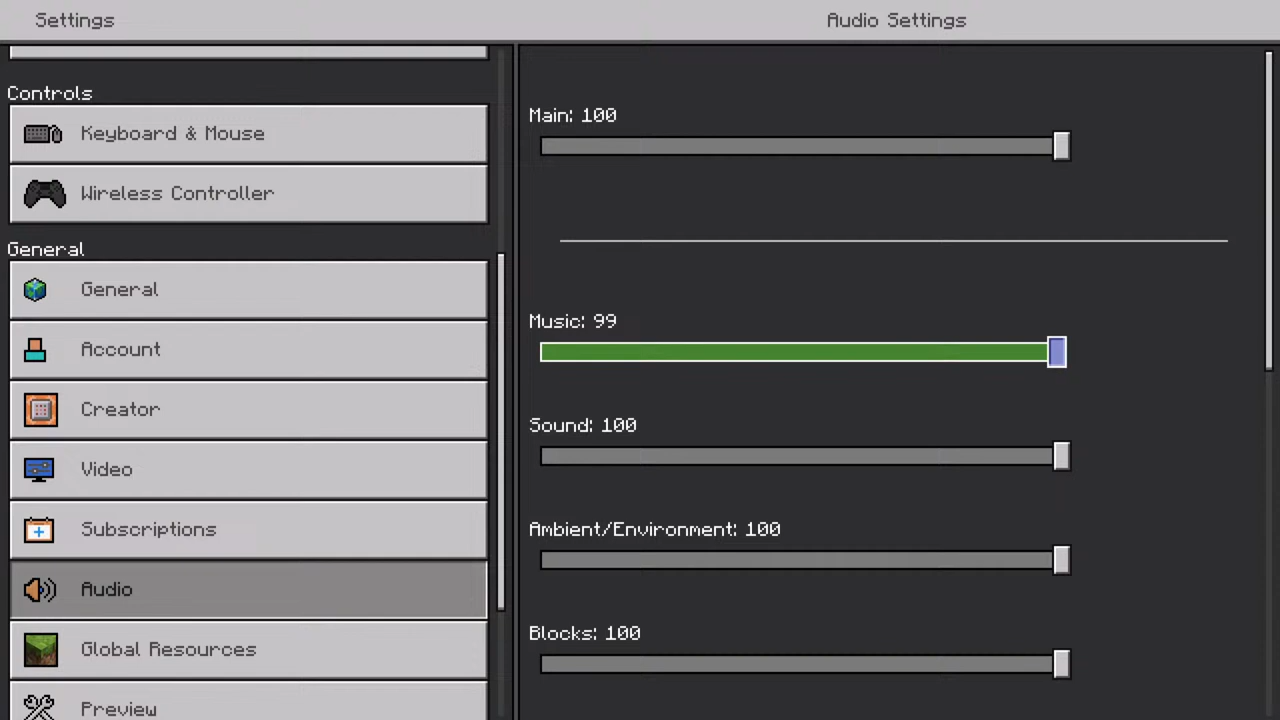 Settings
Audio Settings
Controls
Keyboard & Mouse
Wireless Controller
General
General
Account
Creator
Video
Subscriptions
Audio
Global Resources
Preview
Main: 100
Music: 99
Sound: 100
Ambient/Environment: 100
Blocks: 100